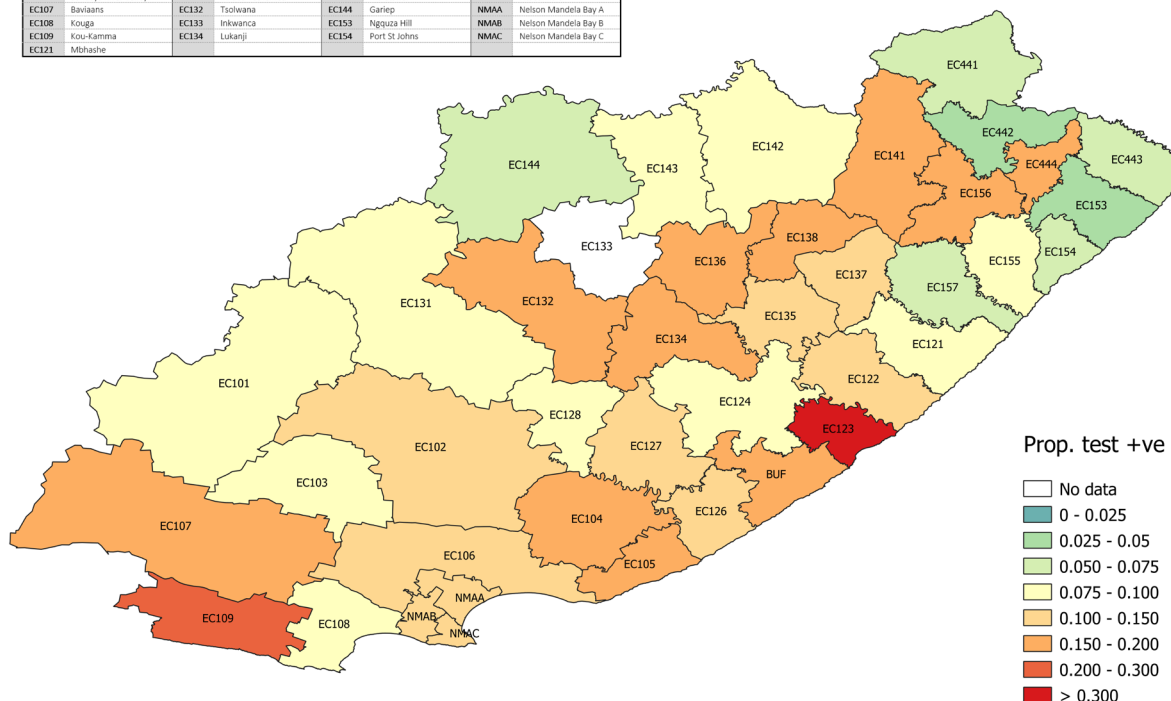 EC107 Baviaans EC132 Tsolwana EC144 Gariep NMAA Nelson Mandela Bay A
EC108 Kouga EC133 Inkwanca EC153 Ngquza Hill NMAB Nelson Mandela Bay B
EC109 Kou-Kamma EC134 Lukanji EC154 Port St Johns NMAC Nelson Mandela Bay C
EC121 Mbhashe
EC441
EC442
EC142
EC141
EC444
EC443
EC144
EC143
EC156
EC153
EC138
EC133
EC154
EC136
EC155
EC137
EC157
EC131
EC132
EC135
EC134
EC121
EC122
EC101
EC124
EC128
EC123
EC102
EC127
BUF
EC103
EC126
EC104
EC107
EC106
EC105
NMAA
EC109
NMAB
EC108
NMAC
Prop. test +ve
No data
0 - 0.025
0.025 - 0.05
0.050 - 0.075
0.075 - 0.100
0.100 - 0.150
0.150 - 0.200
0.200 - 0.300
> 0.300